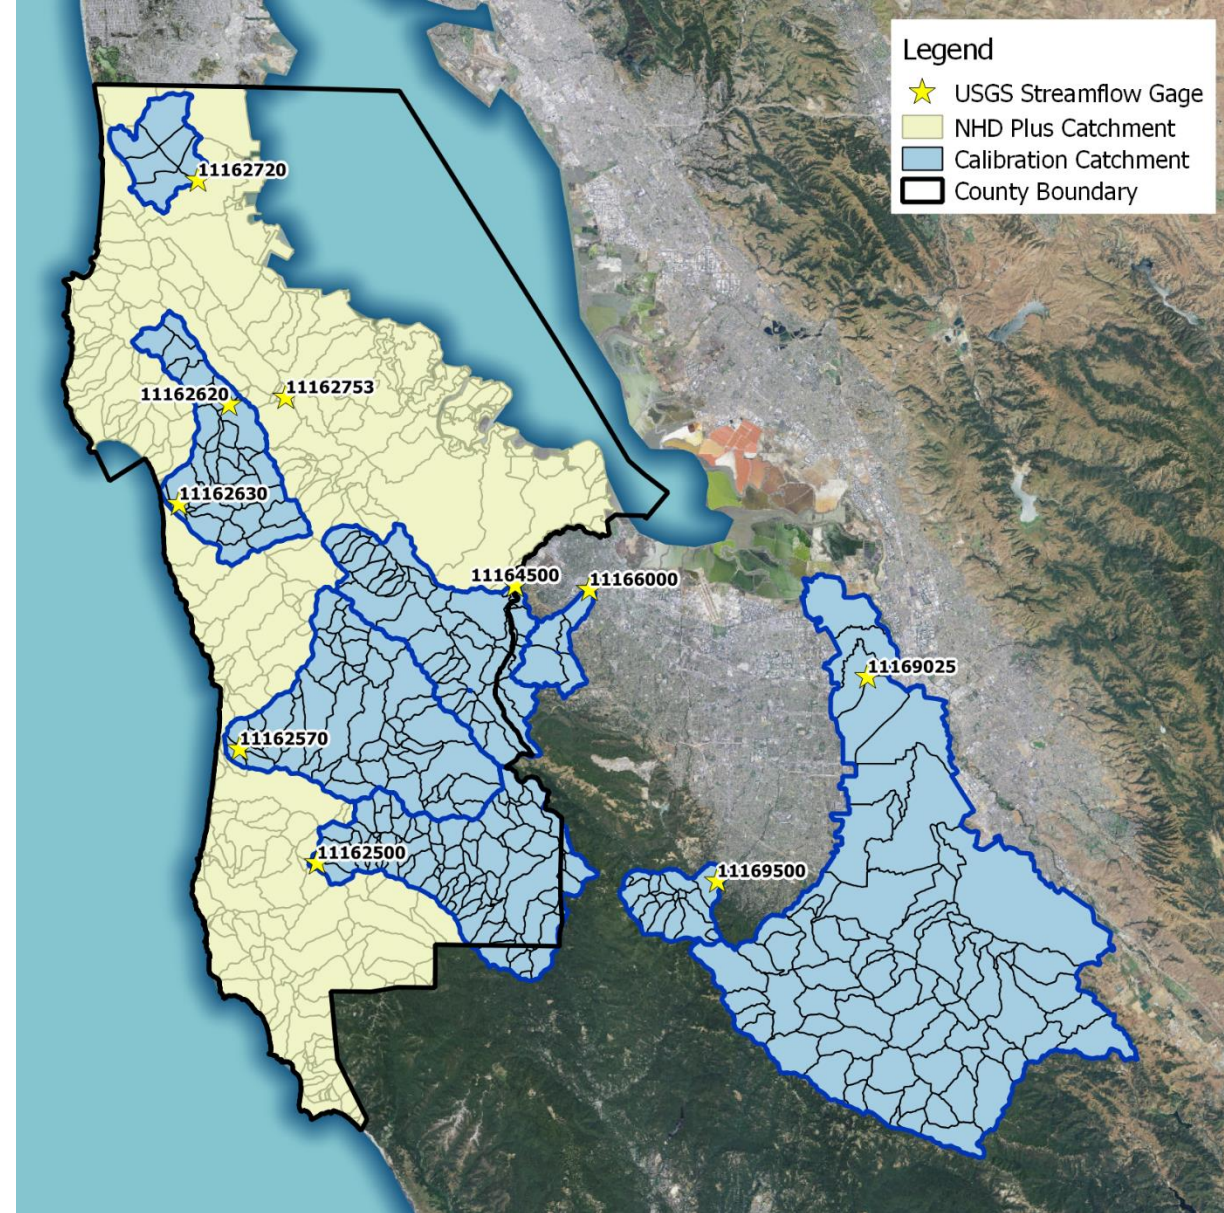 Legend
USGS Streamflow Gage
NHD Plus Catchment
Calibration Catchment
County Boundary
11162720
11162753
11162620
11162630
11164500
11166000
11169025
11162570
11162500
11169500